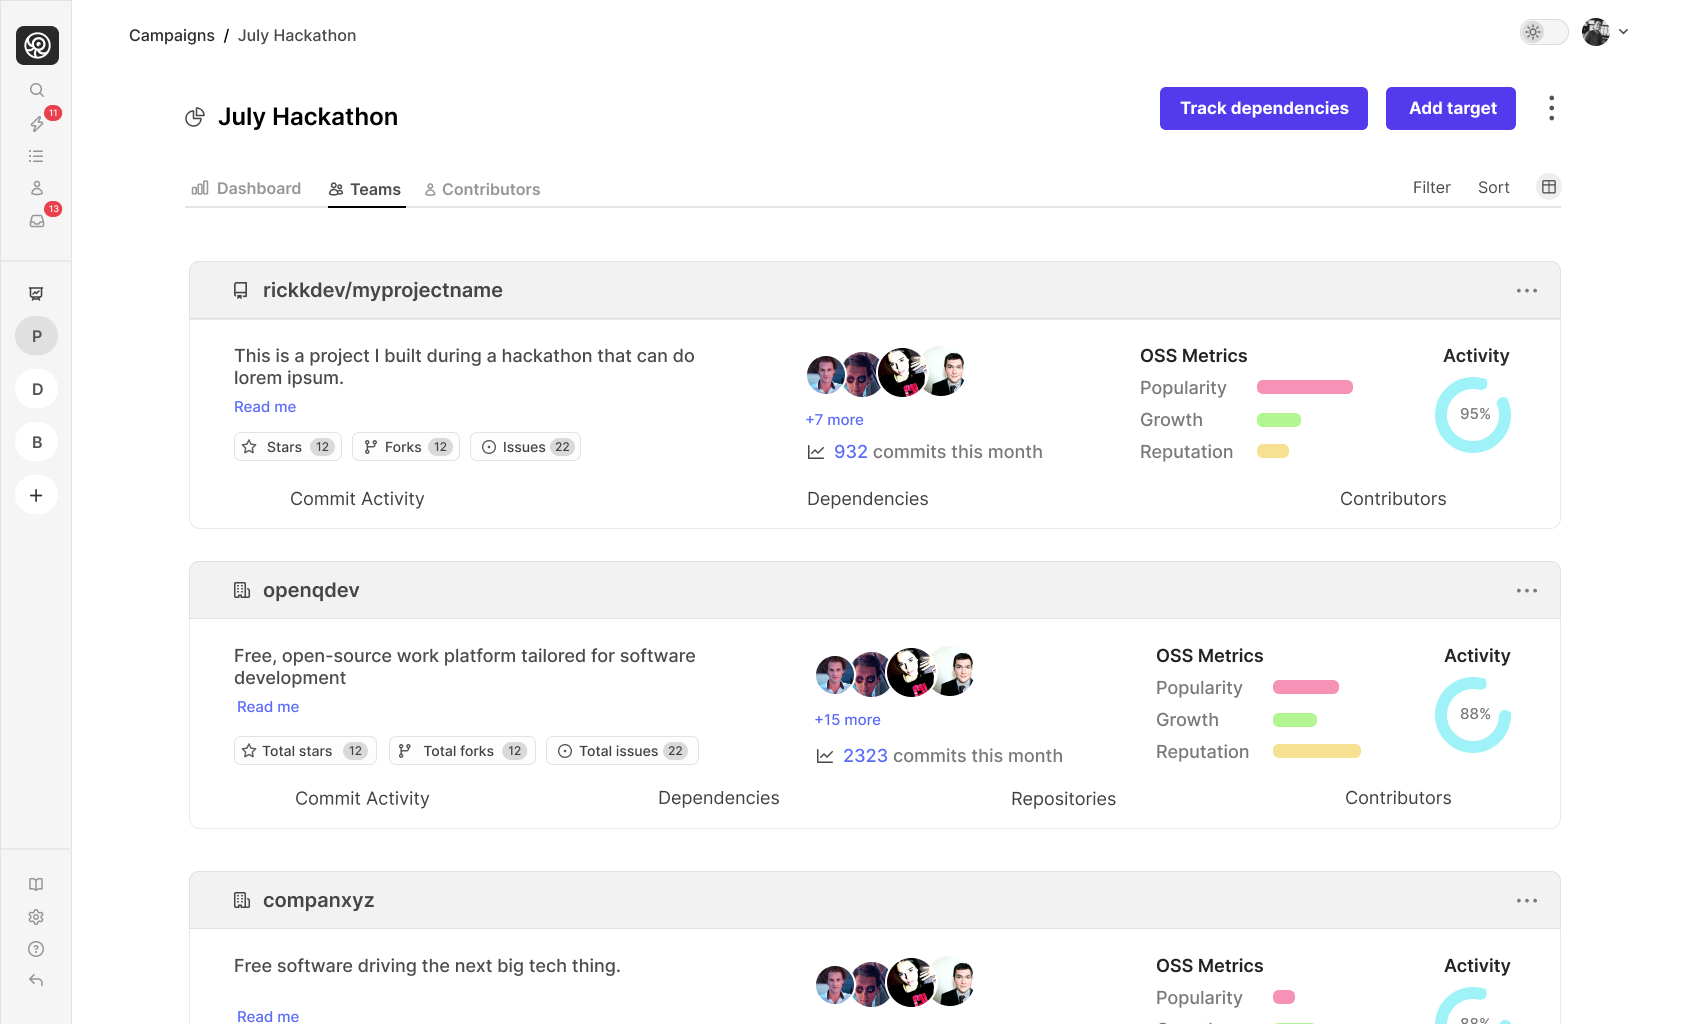 Campaigns / July Hackathon
July Hackathon
Track dependencies
Add target
11
13
P
D
B
Dashboard
Teams
Contributors
Filter
Sort
rickkdev/myprojectname
This is a project I built during a hackathon that can do
lorem ipsum.
Read me
Stars 12
Forks 12
Issues 22
+7 more
932 commits this month
OSS Metrics
Popularity
Growth
Reputation
Activity
95%
Commit Activity
Dependencies
Contributors
openqdev
Free, open-source work platform tailored for software
development
Read me
Total stars 12
Total forks 12
Total issues 22
+15 more
2323 commits this month
OSS Metrics
Popularity
Growth
Reputation
Activity
88%
Commit Activity
Dependencies
Repositories
Contributors
companxyz
Free software driving the next big tech thing.
Read me
OSS Metrics
Popularity
Activity
88%